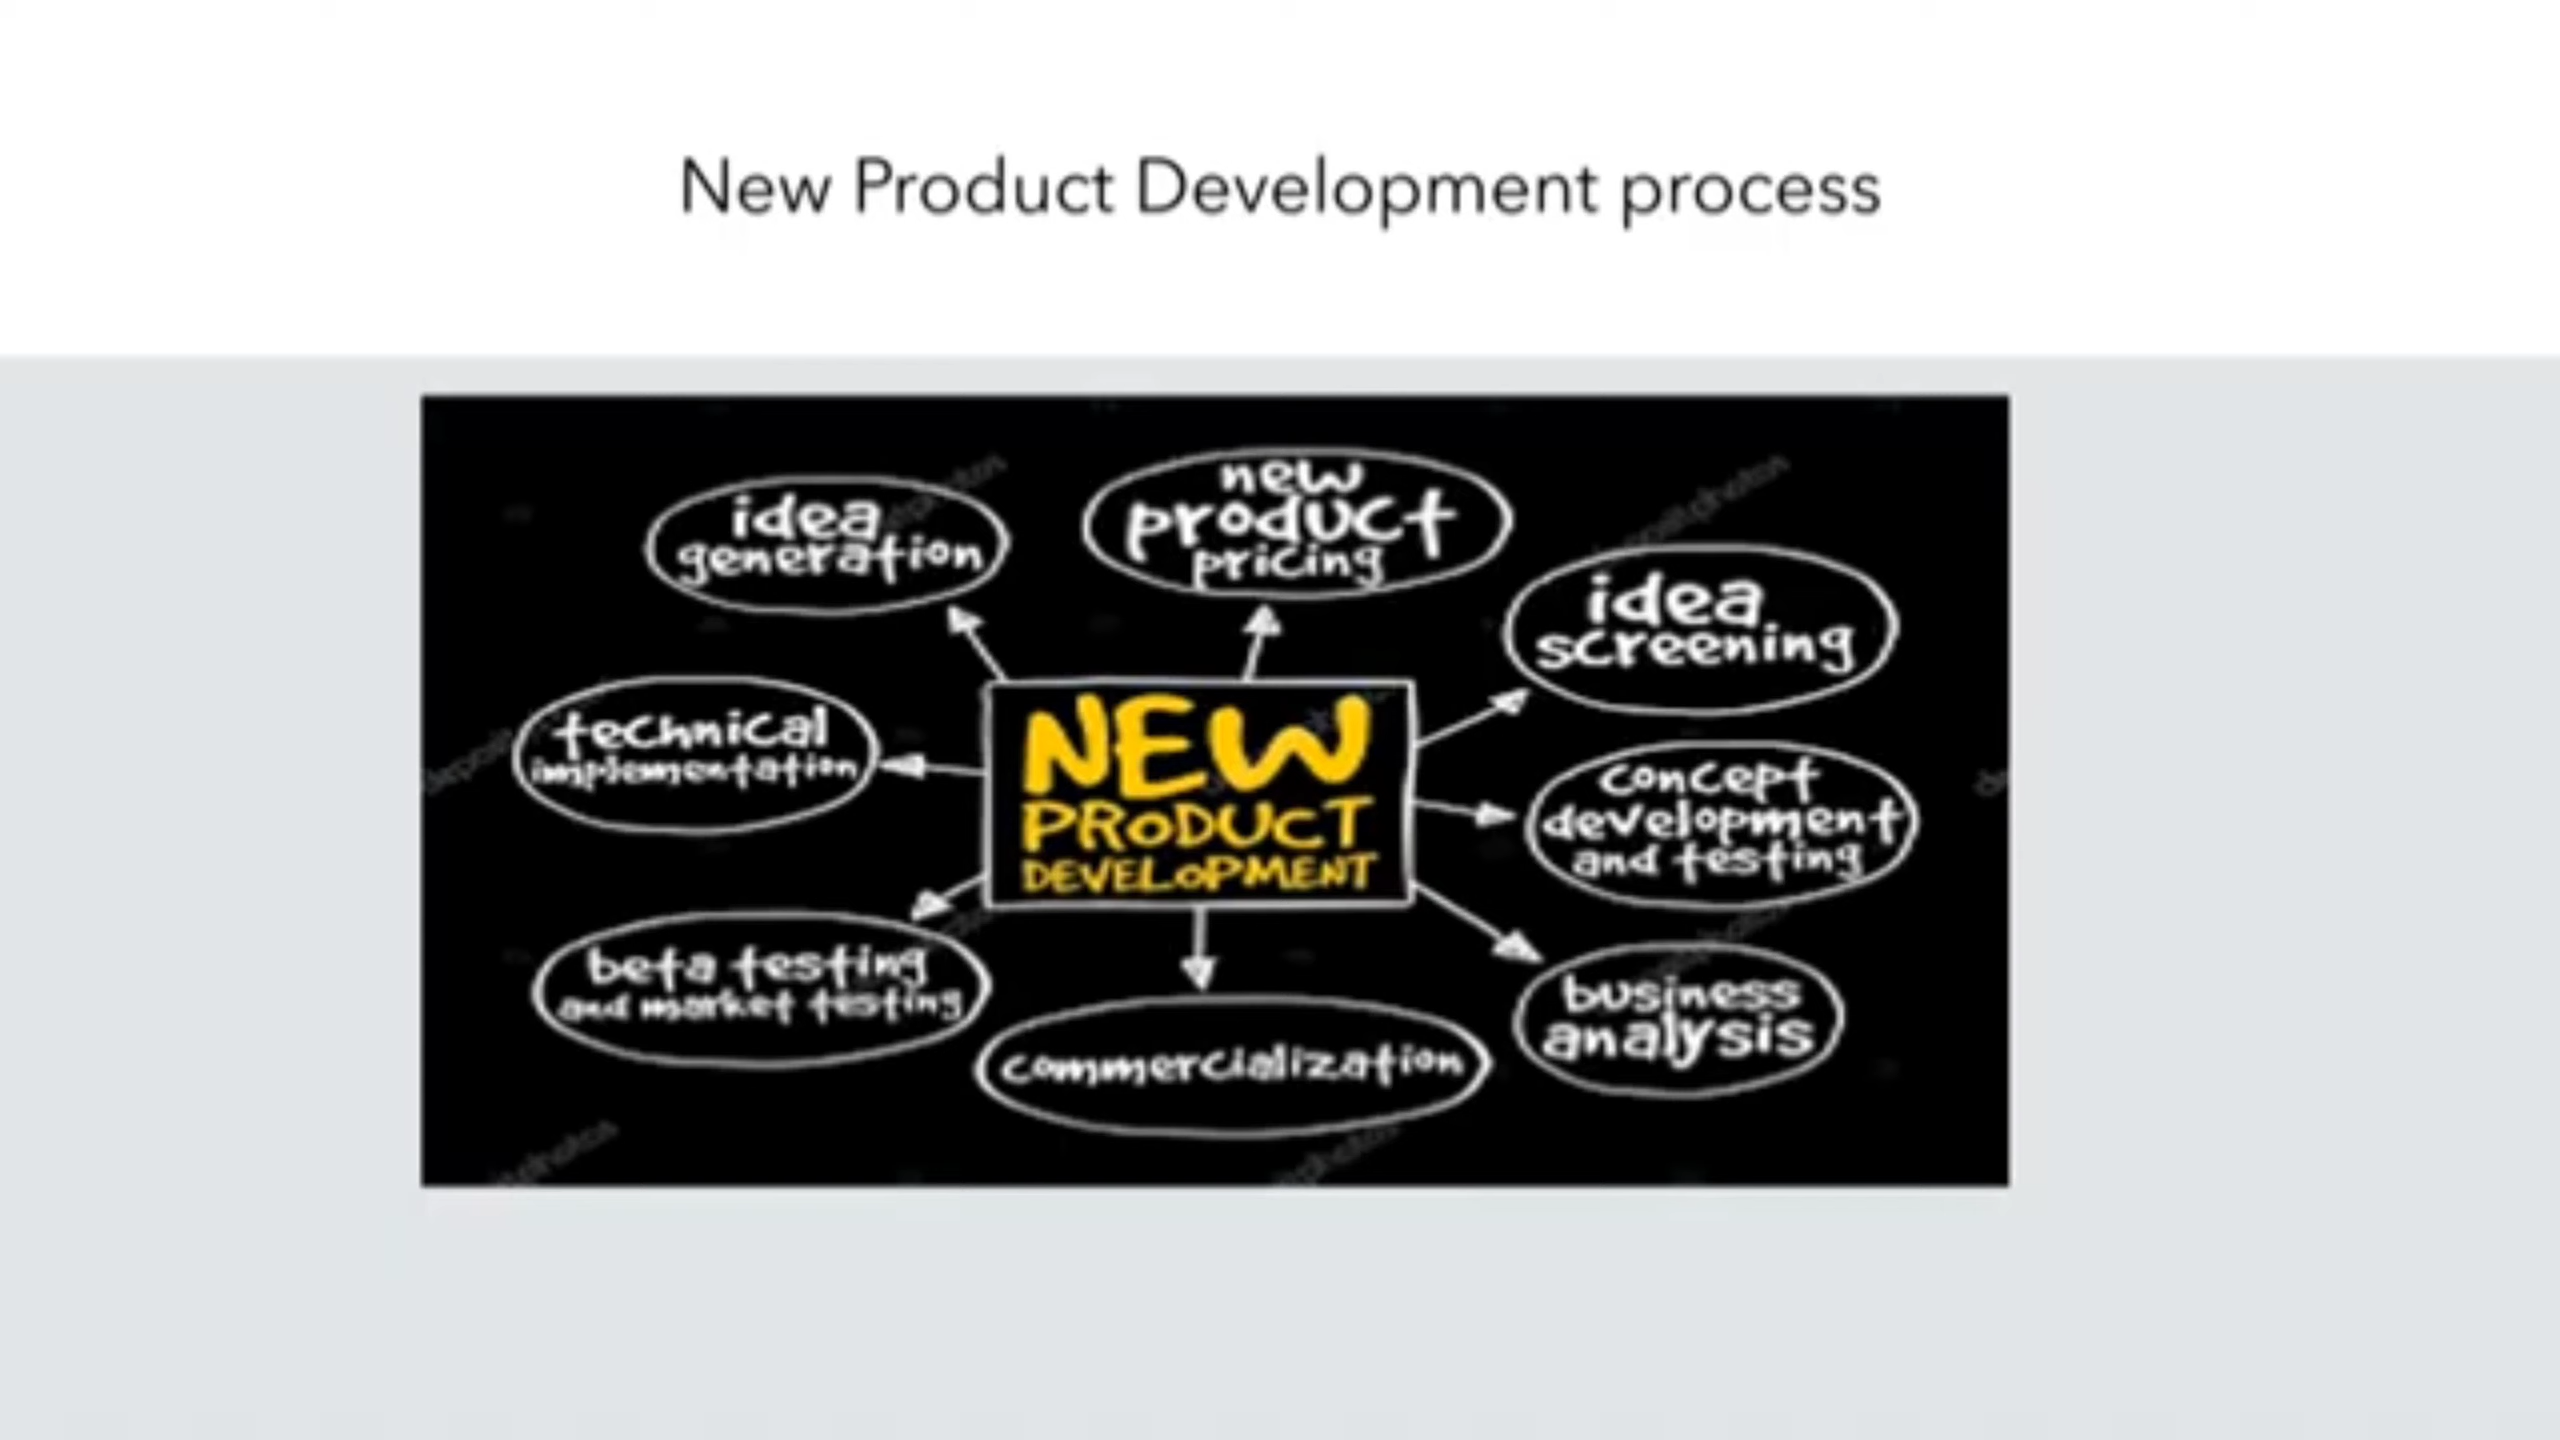 New Product Development process
idea
generation
new
product
pricing
idea
screening
technical
implementation
NEW
PRODUCT
DEVELOPMENT
concept
development
and testing
beta testing
and market testing
commercialization
business
analysis